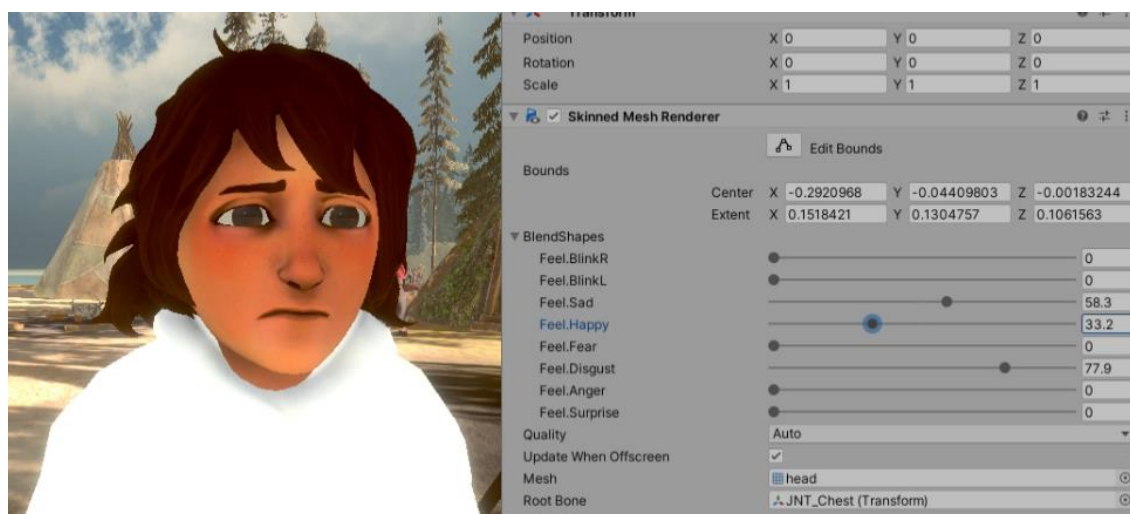 Transform
Position X 0 Y 0 Z 0
Rotation X 0 Y 0 Z 0
Scale X 1 Y 1 Z 1
Skinned Mesh Renderer
Edit Bounds
Bounds
Center X -0.2920968 Y -0.04409803 Z -0.00183244
Extent X 0.1518421 Y 0.1304757 Z 0.1061563
BlendShapes
Feel.BlinkR 0
Feel.BlinkL 0
Feel.Sad 58.3
Feel.Happy 33.2
Feel.Fear 0
Feel.Disgust 77.9
Feel.Anger 0
Feel.Surprise 0
Quality Auto
Update When Offscreen
Mesh head
Root Bone JNT_Chest (Transform)